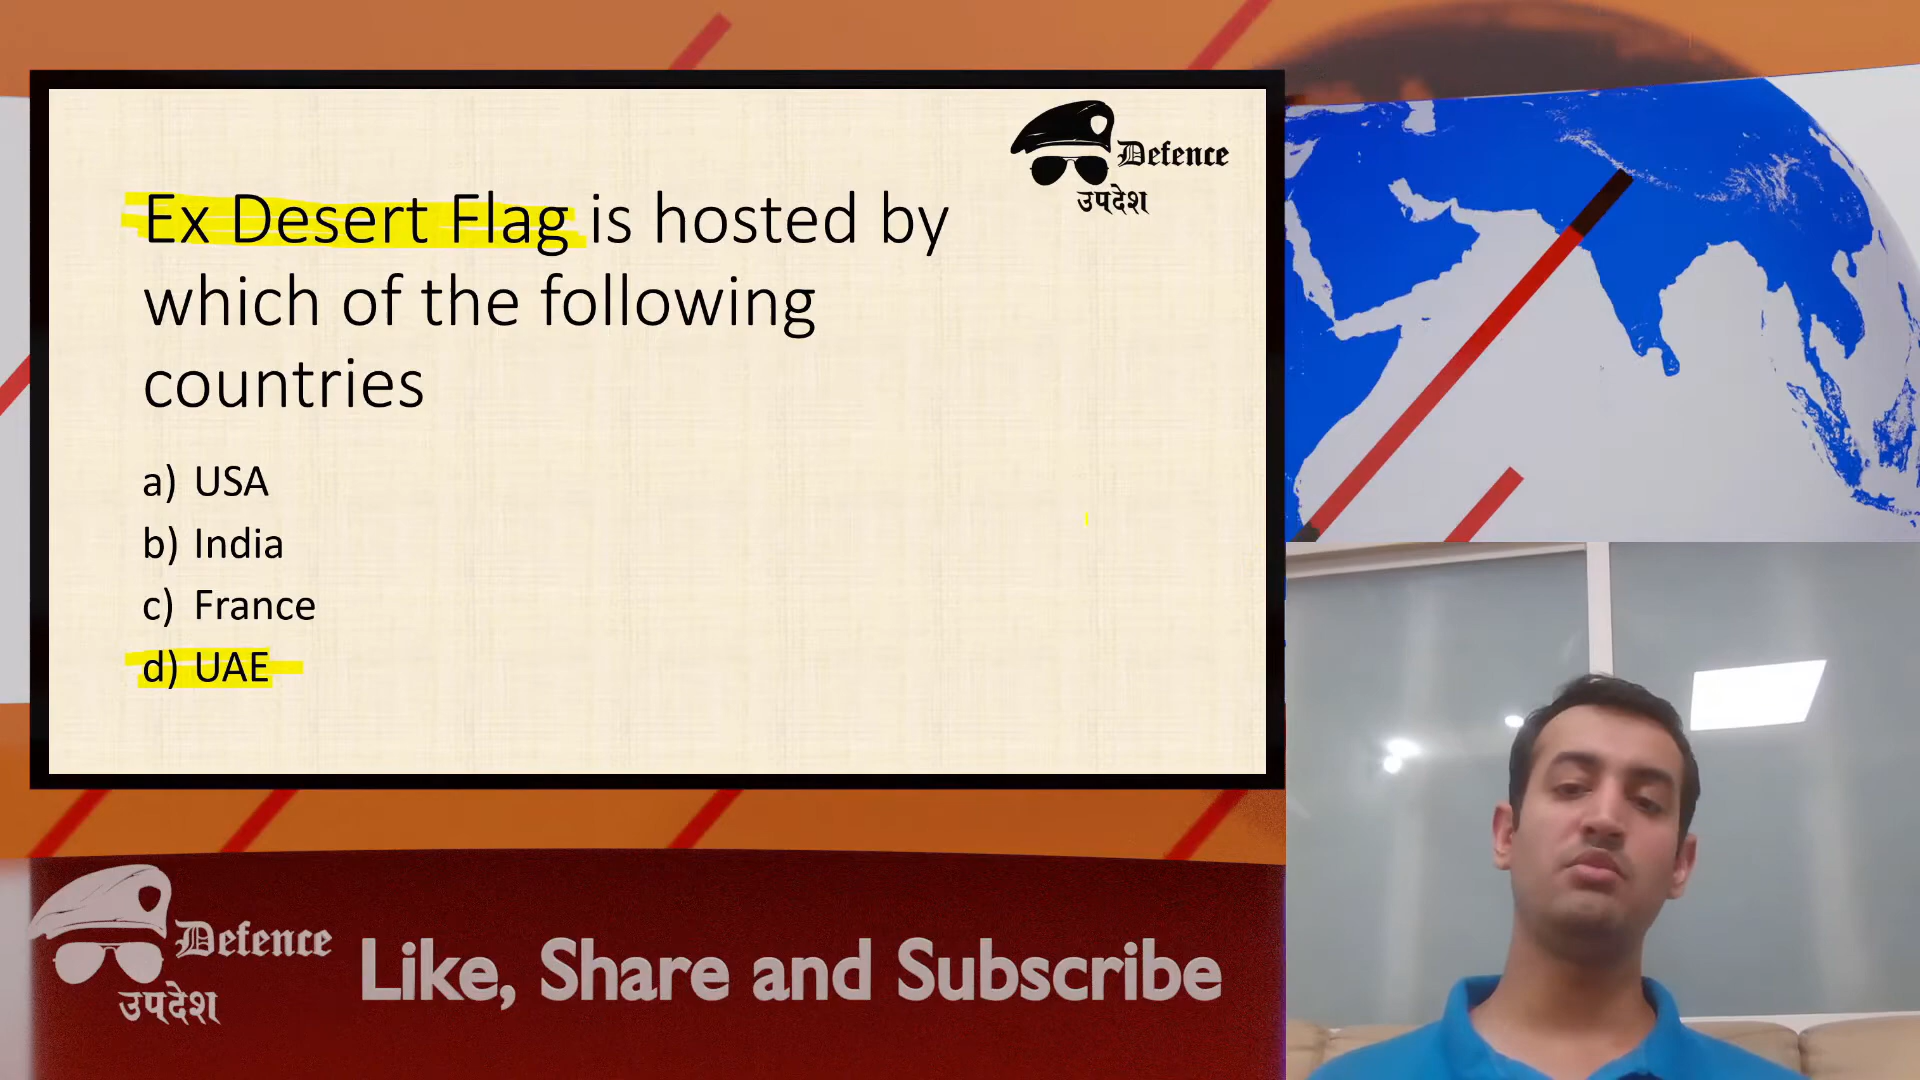 Defence
उपदेश
Ex Desert Flag is hosted by
which of the following
countries
a) USA
b) India
c) France
d) UAE
Defence
उपदेश
Like, Share and Subscribe